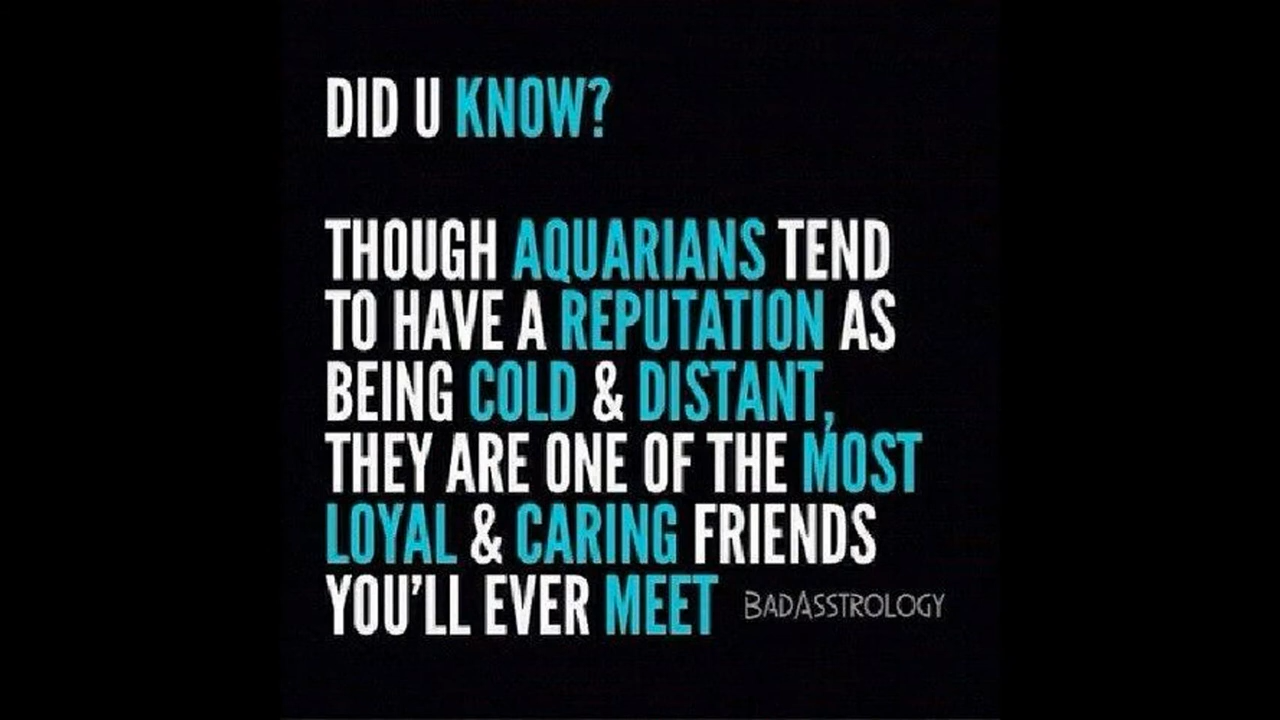 DID U KNOW?
THOUGH AQUARIANS TEND
TO HAVE A REPUTATION AS
BEING COLD & DISTANT,
THEY ARE ONE OF THE MOST
LOYAL & CARING FRIENDS
YOU'LL EVER MEET BADASSTROLOGY